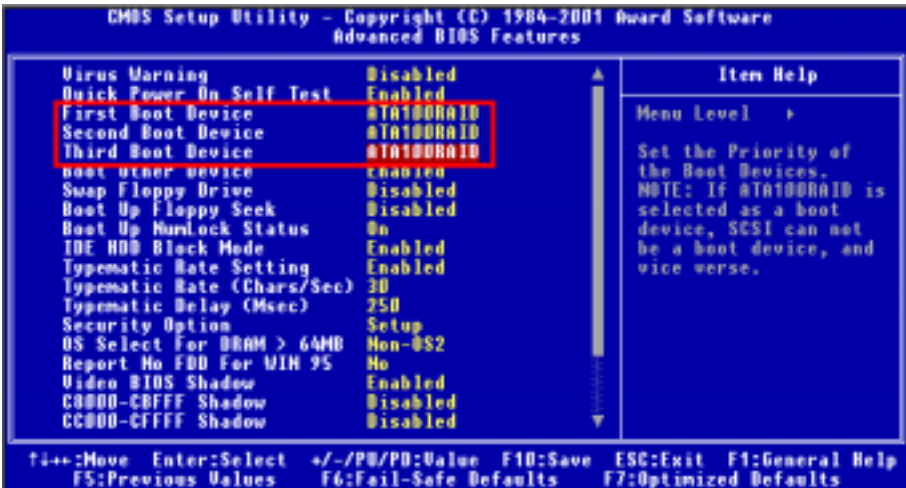 CMOS Setup Utility - Copyright (C) 1984-2001 Award Software
Advanced BIOS Features
Virus Warning Disabled
Quick Power On Self Test Enabled
First Boot Device ATA100RAID
Second Boot Device ATA100RAID
Third Boot Device ATA100RAID
Boot Other Device Enabled
Swap Floppy Drive Disabled
Boot Up Floppy Seek Disabled
Boot Up NumLock Status On
IDE HDD Block Mode Enabled
Typematic Rate Setting Enabled
Typematic Rate (Chars/Sec) 30
Typematic Delay (Msec) 250
Security Option Setup
OS Select For DRAM > 64MB Non-OS2
Report No FDD For WIN 95 No
Video BIOS Shadow Enabled
C8000-CBFFF Shadow Disabled
CC000-CFFFF Shadow Disabled
Item Help
Menu Level
Set the Priority of
the Boot Devices.
NOTE: If ATA100RAID is
selected as a boot
device, SCSI can not
be a boot device, and
vice verse.
↑↓→←:Move Enter:Select +/-/PU/PD:Value F10:Save ESC:Exit F1:General Help
F5:Previous Values F6:Fail-Safe Defaults F7:Optimized Defaults